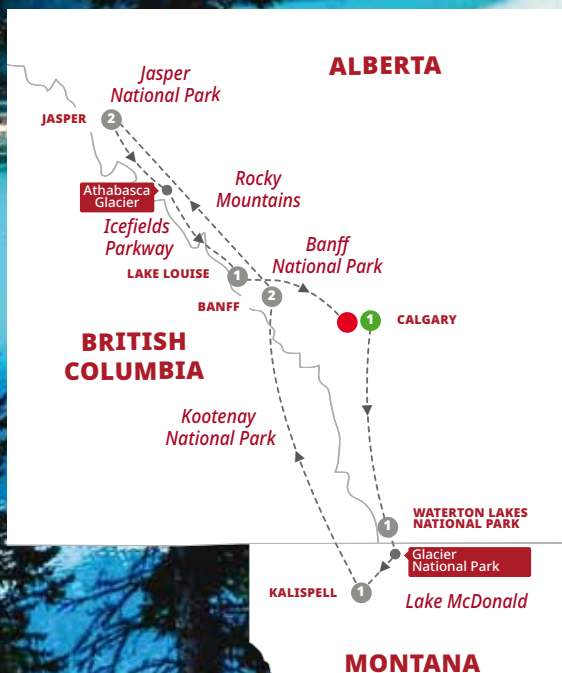 ALBERTA
Jasper
National Park
JASPER
2
Athabasca
Glacier
Rocky
Mountains
Icefields
Parkway
Banff
National Park
LAKE LOUISE
1
2
BANFF
1
CALGARY
BRITISH
COLUMBIA
Kootenay
National Park
1
WATERTON LAKES
NATIONAL PARK
Glacier
National Park
KALISPELL
1
Lake McDonald
MONTANA